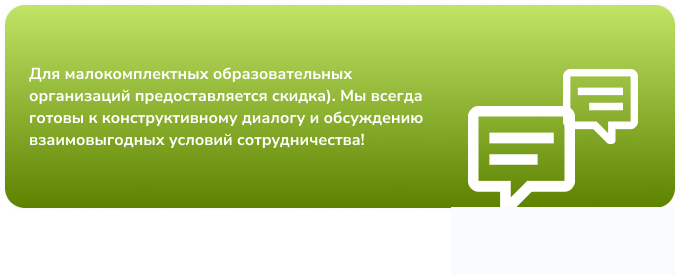 Для малокомплектных образовательных
организаций предоставляется скидка). Мы всегда
готовы к конструктивному диалогу и обсуждению
взаимовыгодных условий сотрудничества!